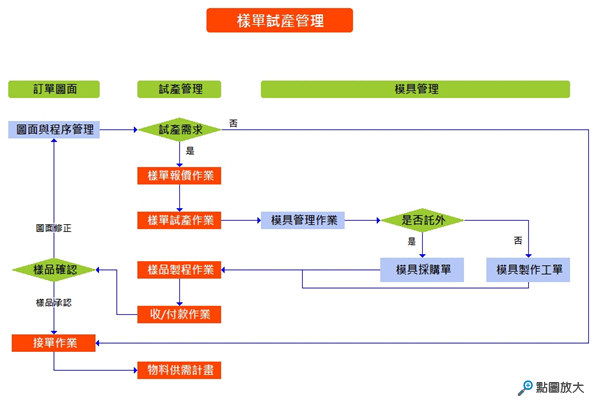 樣單試產管理
訂單圖面
試產管理
模具管理
圖面與程序管理
試產需求
否
是
樣單報價作業
樣單試產作業
模具管理作業
是否託外
圖面修正
是
否
樣品確認
樣品製程作業
模具採購單
模具製作工單
樣品承認
收/付款作業
接單作業
物料供需計畫
點圖放大